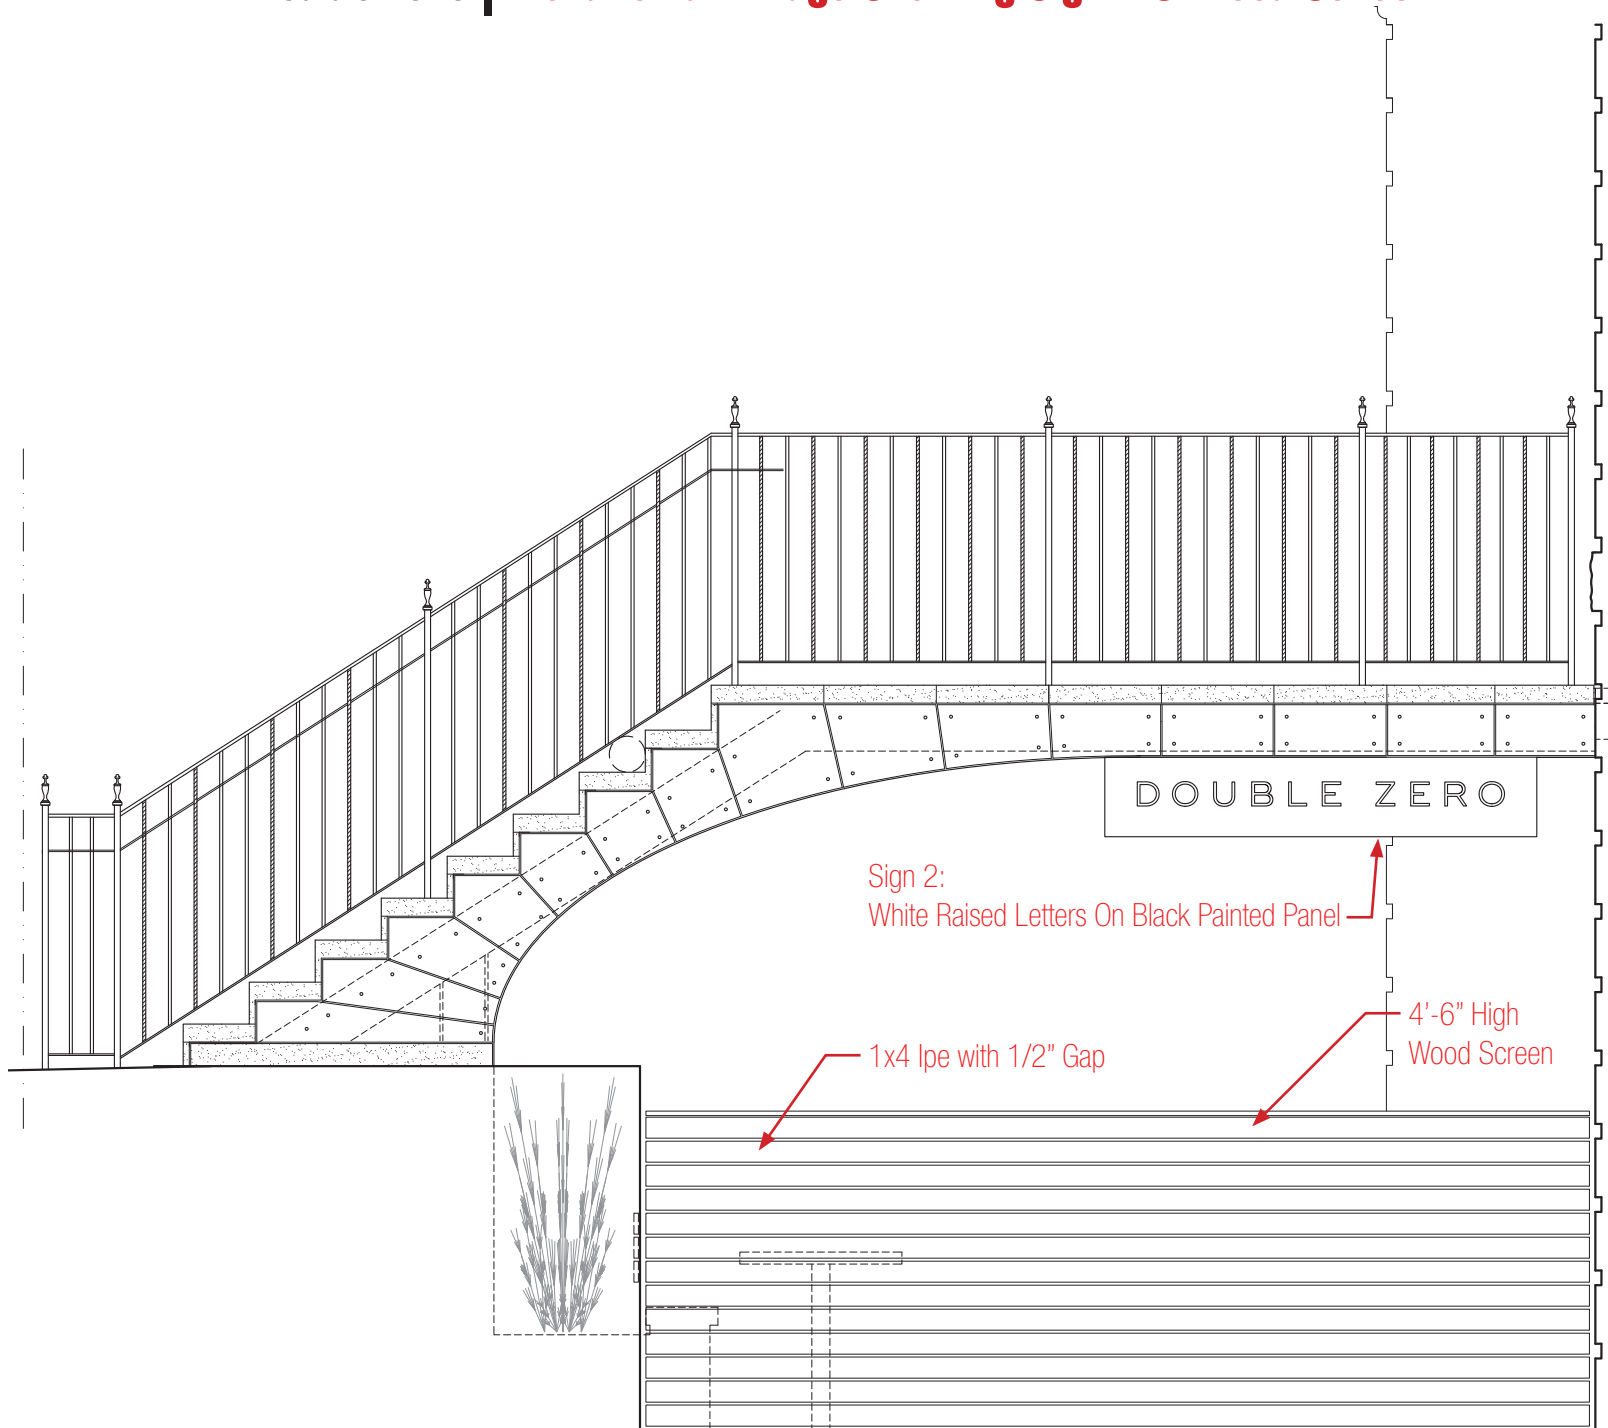 DOUBLE ZERO
Sign 2:
White Raised Letters On Black Painted Panel
4'-6” High
Wood Screen
1x4 Ipe with 1/2” Gap